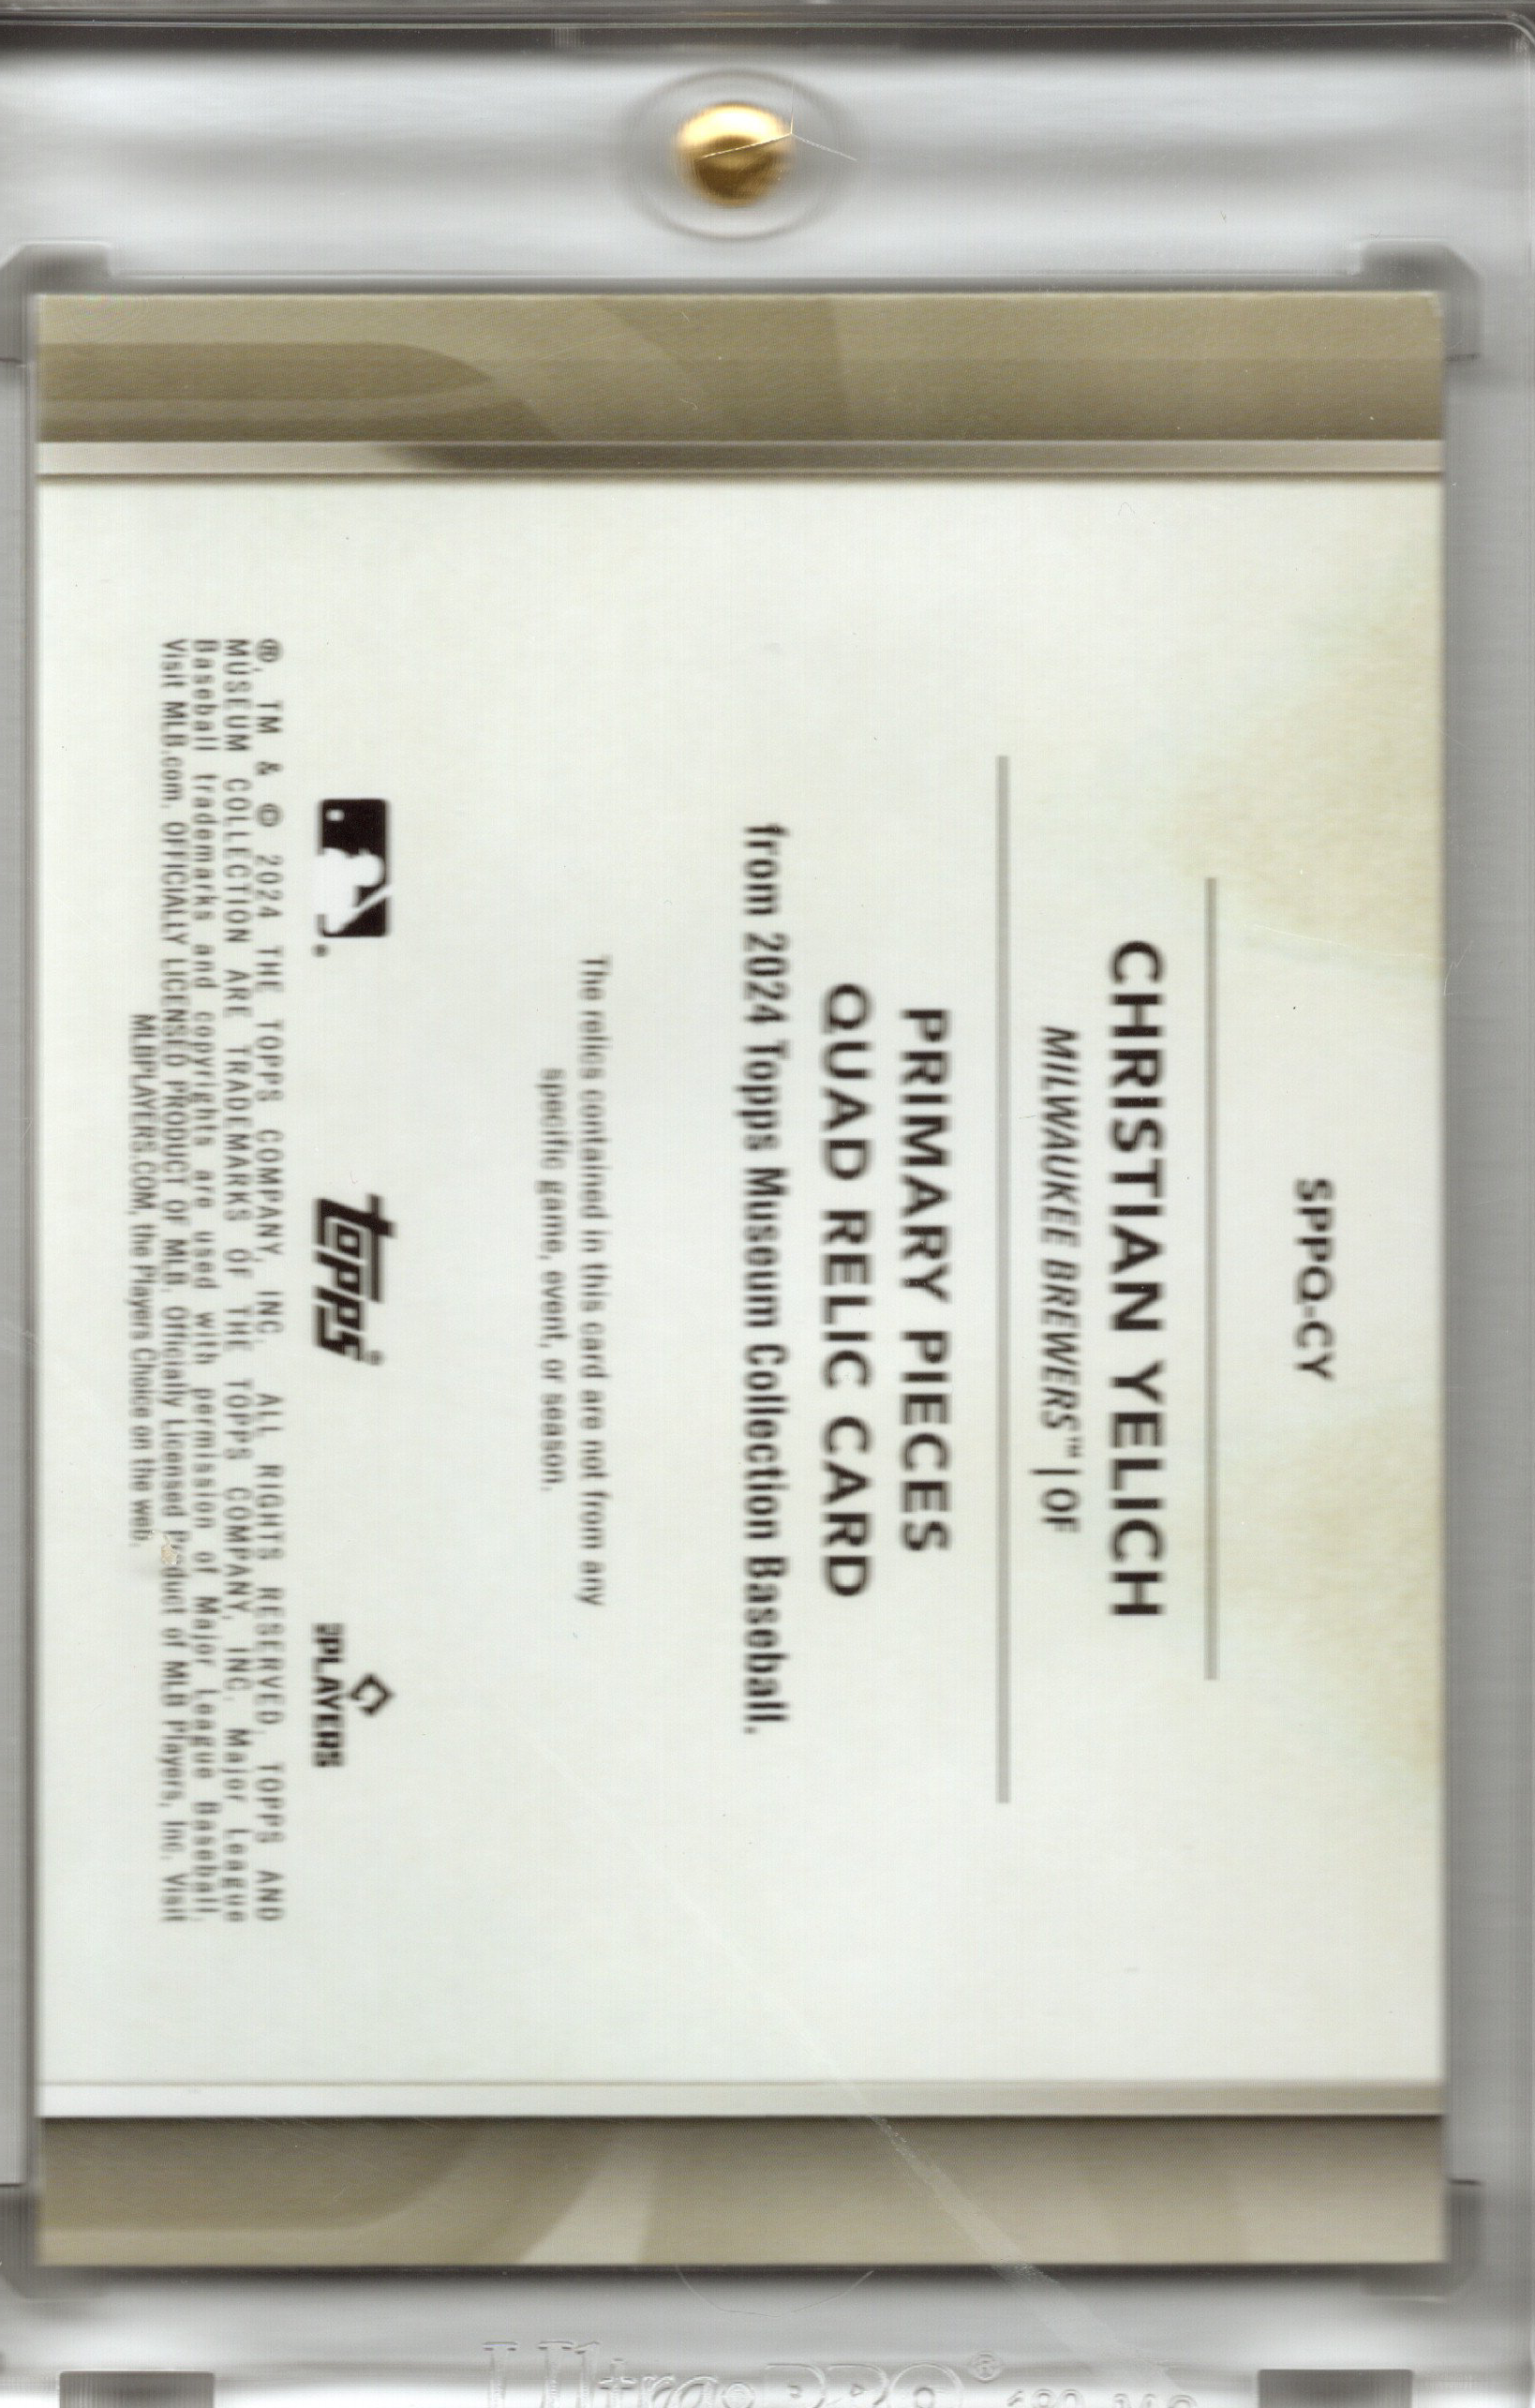 SPPQ-CY
CHRISTIAN YELICH
MILWAUKEE BREWERS™ | OF
PRIMARY PIECES
QUAD RELIC CARD
from 2024 Topps Museum Collection Baseball.
The relics contained in this card are not from any
specific game, event, or season.
topps®
PLAYERS
®, TM & © 2024 THE TOPPS COMPANY, INC. ALL RIGHTS RESERVED. TOPPS AND
MUSEUM COLLECTION ARE TRADEMARKS OF THE TOPPS COMPANY, INC. Major League
Baseball trademarks and copyrights are used with permission of Major League Baseball.
Visit MLB.com. OFFICIALLY LICENSED PRODUCT OF MLB. Officially Licensed Product of MLB Players, Inc. Visit
MLBPLAYERS.COM, the Players Choice on the web.
Ultra·PRO®